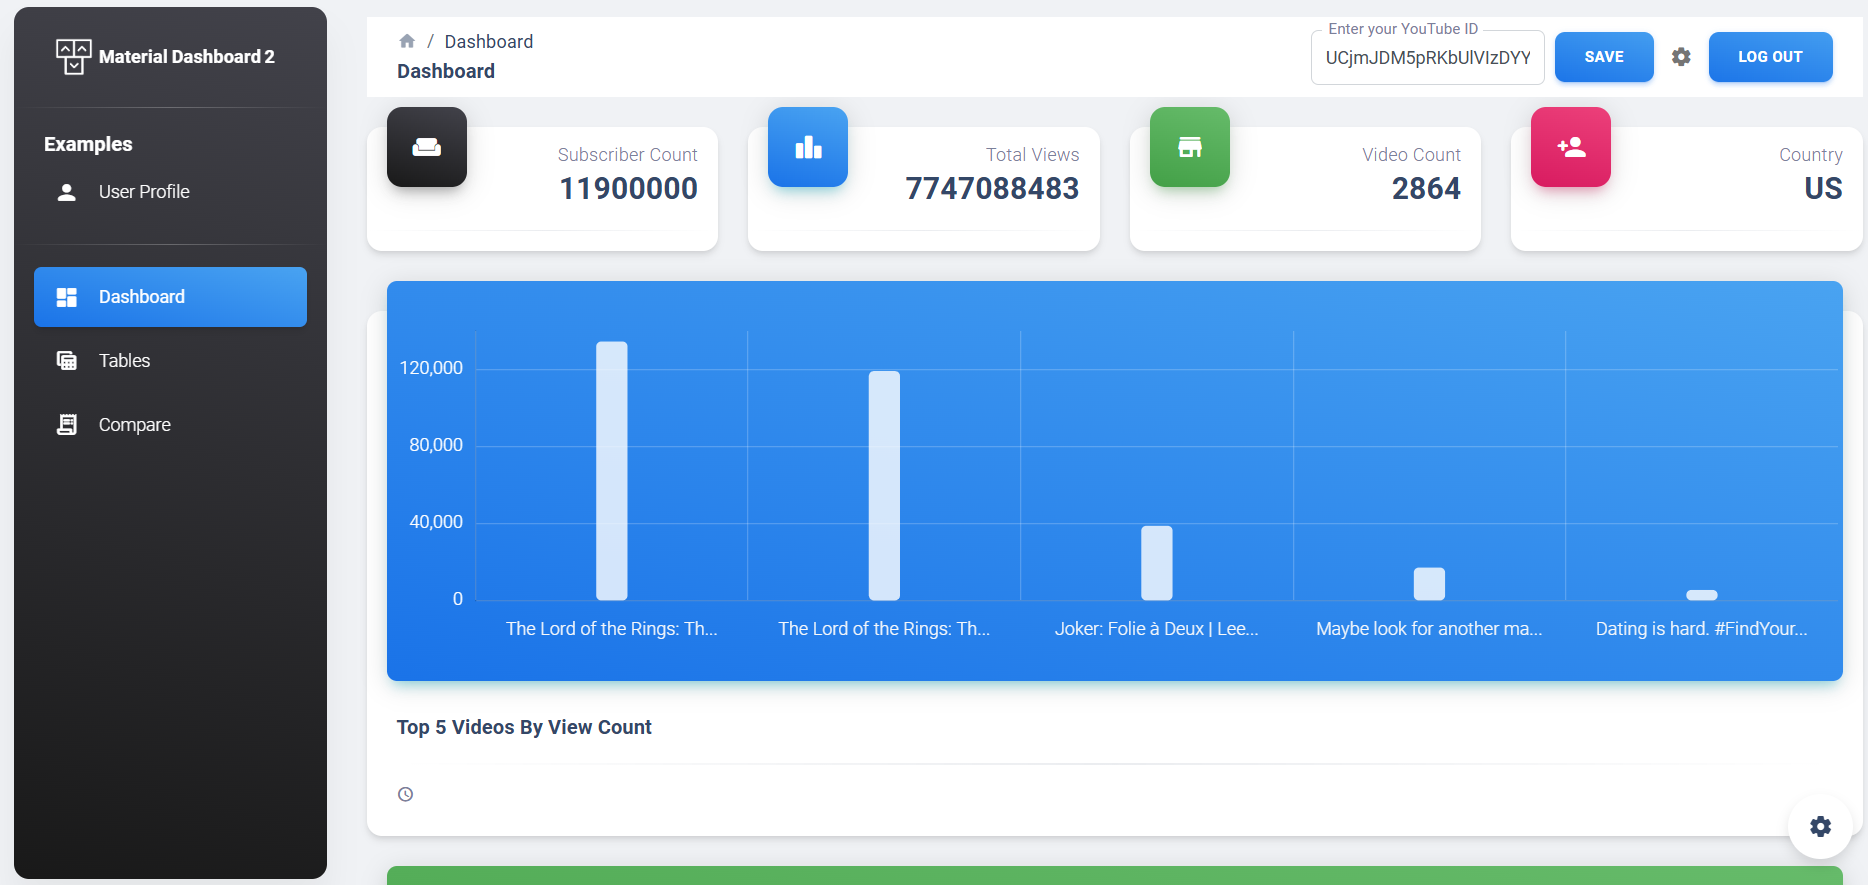 Material Dashboard 2
Examples
User Profile
Dashboard
Tables
Compare
/ Dashboard
Dashboard
Enter your YouTube ID
UCjmJDM5pRKbUlVIzDYY
SAVE
LOG OUT
Subscriber Count
11900000
Total Views
7747088483
Video Count
2864
Country
US
120,000
80,000
40,000
0
The Lord of the Rings: Th...
The Lord of the Rings: Th...
Joker: Folie à Deux | Lee...
Maybe look for another ma...
Dating is hard. #FindYour...
Top 5 Videos By View Count